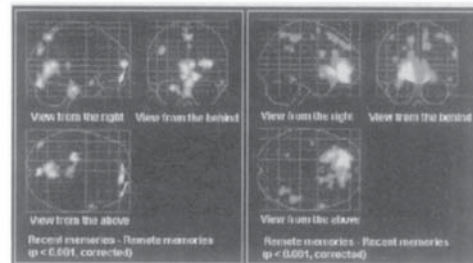 View from the right View from the behind
View from the above
Recent memories - Remote memories
(p < 0.001, corrected)
View from the right View from the behind
View from the above
Remote memories - Recent memories
(p < 0.001, corrected)